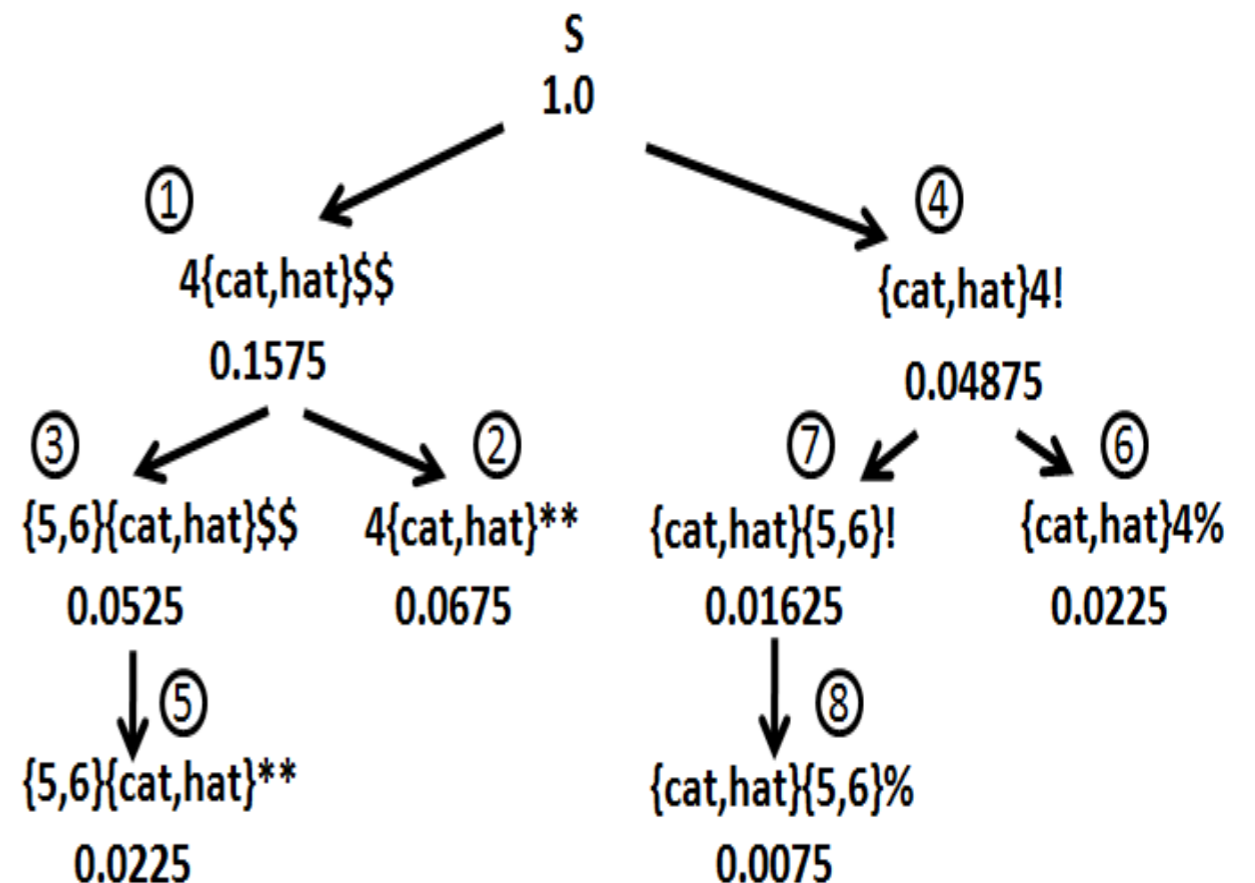 S
1.0
①
④
4{cat,hat}$$
{cat,hat}4!
0.1575
0.04875
③
②
⑦
⑥
{5,6}{cat,hat}$$
4{cat,hat}**
{cat,hat}{5,6}!
{cat,hat}4%
0.0525
0.0675
0.01625
0.0225
⑤
⑧
{5,6}{cat,hat}**
{cat,hat}{5,6}%
0.0225
0.0075